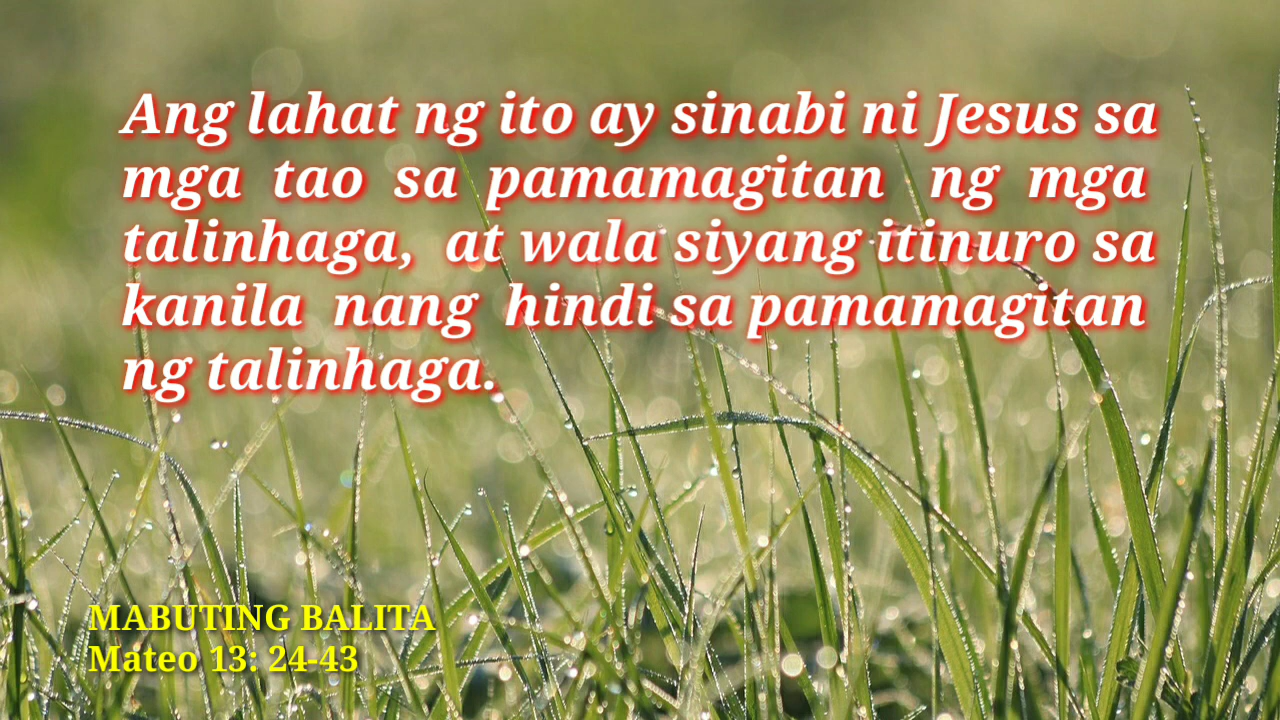 Ang lahat ng ito ay sinabi ni Jesus sa
mga tao sa pamamagitan ng mga
talinhaga, at wala siyang itinuro sa
kanila nang hindi sa pamamagitan
ng talinhaga.
MABUTING BALITA
Mateo 13: 24-43